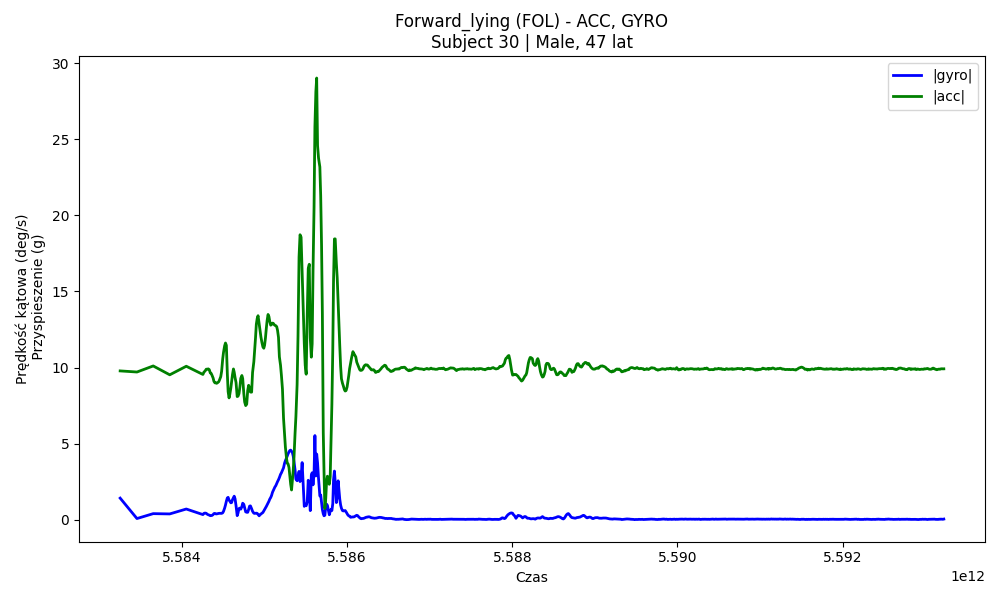 Forward_lying (FOL) - ACC, GYRO
Subject 30 | Male, 47 lat
|gyro|
|acc|
Prędkość kątowa (deg/s)
Przyspieszenie (g)
30
25
20
15
10
5
0
5.584
5.586
5.588
5.590
5.592
1e12
Czas